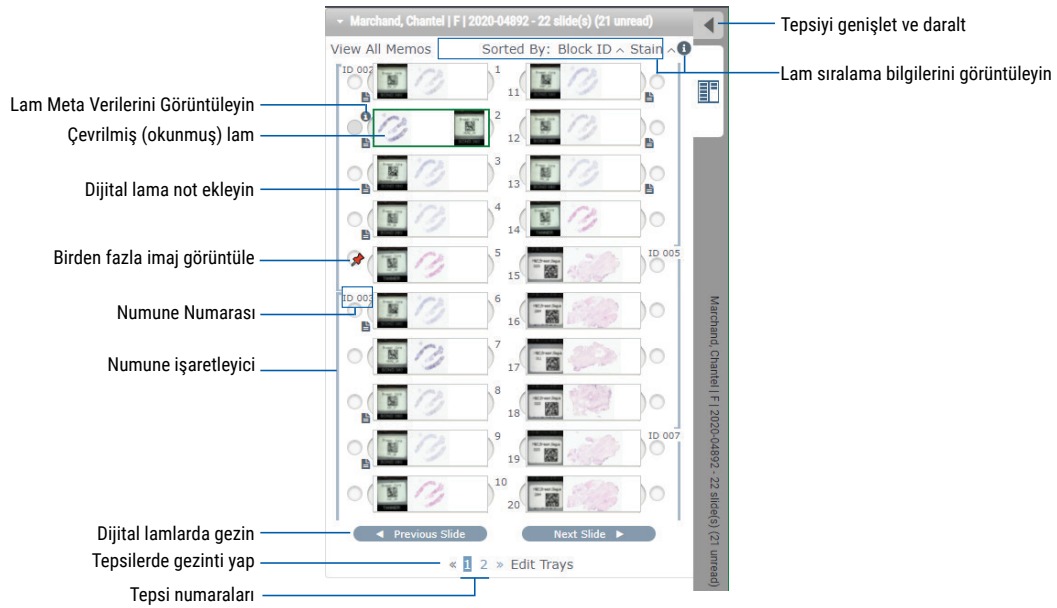 Marchand, Chantel | F | 2020-04892 - 22 slide(s) (21 unread)
Tepsiyi genişlet ve daralt
View All Memos
Sorted By: Block ID ^ Stain ^
Lam sıralama bilgilerini görüntüleyin
ID 002
1
11
Lam Meta Verilerini Görüntüleyin
2
12
Çevrilmiş (okunmuş) lam
3
13
Dijital lama not ekleyin
4
14
Birden fazla imaj görüntüle
5
15
ID 005
ID 003
Numune Numarası
6
16
Numune işaretleyici
7
17
8
18
9
19
ID 007
10
20
Marchand, Chantel | F | 2020-04892 - 22 slide(s) (21 unread)
Dijital lamlarda gezin
◄ Previous Slide
Next Slide ►
Tepsilerde gezinti yap
« 1 2 » Edit Trays
Tepsi numaraları